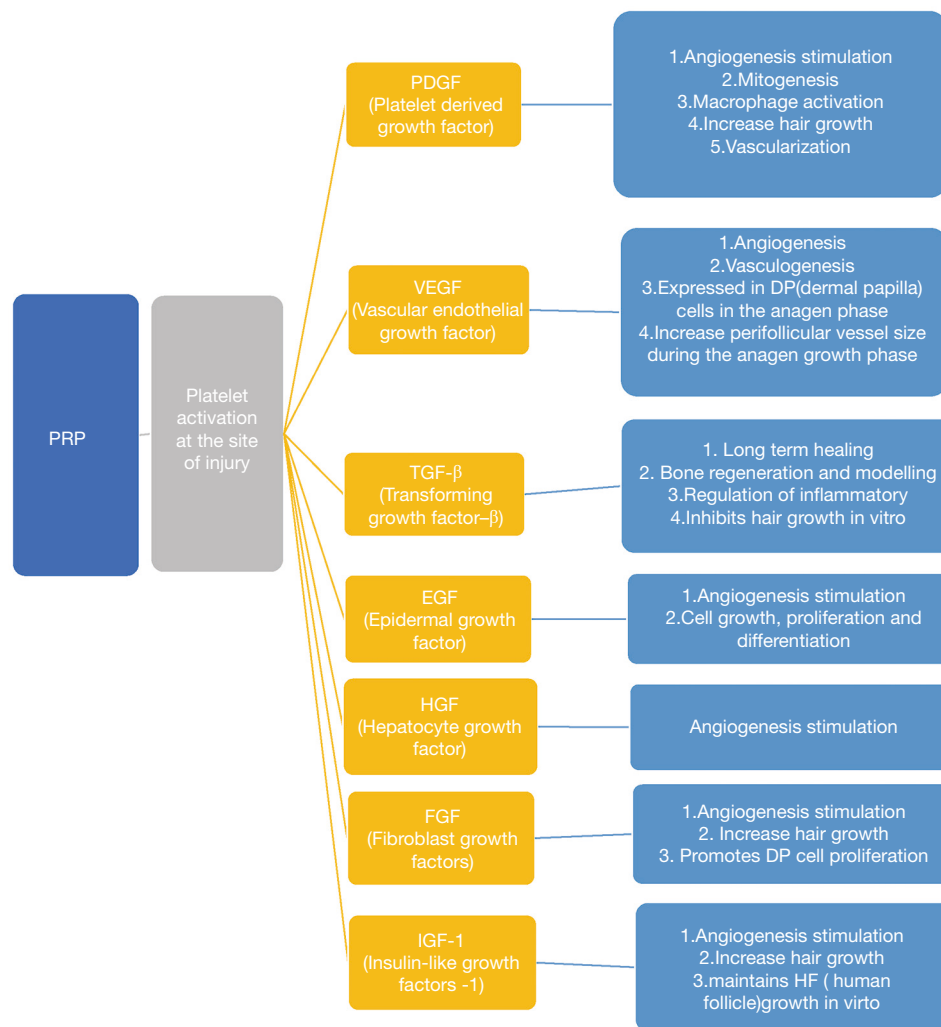 PRP
Platelet
activation
at the site
of injury
PDGF
(Platelet derived
growth factor)
1.Angiogenesis stimulation
2.Mitogenesis
3.Macrophage activation
4.Increase hair growth
5.Vascularization
VEGF
(Vascular endothelial
growth factor)
1.Angiogenesis
2.Vasculogenesis
3.Expressed in DP(dermal papilla)
cells in the anagen phase
4.Increase perifollicular vessel size
during the anagen growth phase
TGF-β
(Transforming
growth factor–β)
1. Long term healing
2. Bone regeneration and modelling
3.Regulation of inflammatory
4.Inhibits hair growth in vitro
EGF
(Epidermal growth
factor)
1.Angiogenesis stimulation
2.Cell growth, proliferation and
differentiation
HGF
(Hepatocyte growth
factor)
Angiogenesis stimulation
FGF
(Fibroblast growth
factors)
1.Angiogenesis stimulation
2. Increase hair growth
3. Promotes DP cell proliferation
IGF-1
(Insulin-like growth
factors -1)
1.Angiogenesis stimulation
2.Increase hair growth
3.maintains HF ( human
follicle)growth in virto